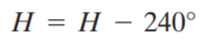 H = H − 240°